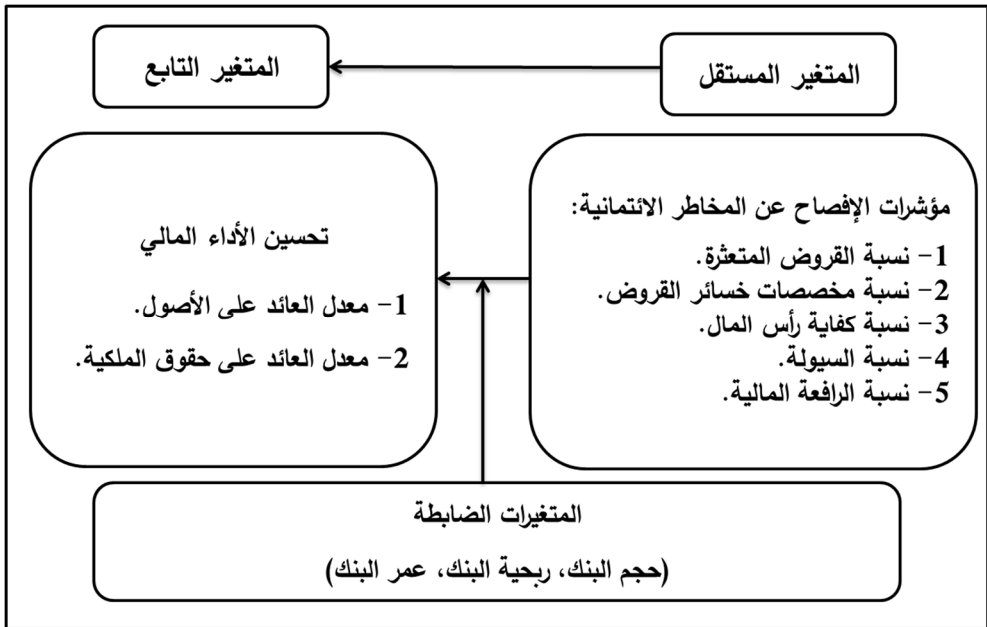 المتغير المستقل
المتغير التابع
مؤشرات الإفصاح عن المخاطر الائتمانية:
1- نسبة القروض المتعثرة.
2- نسبة مخصصات خسائر القروض.
3- نسبة كفاية رأس المال.
4- نسبة السيولة.
5- نسبة الرافعة المالية.
تحسين الأداء المالي
1- معدل العائد على الأصول.
2- معدل العائد على حقوق الملكية.
المتغيرات الضابطة
(حجم البنك، ربحية البنك، عمر البنك)